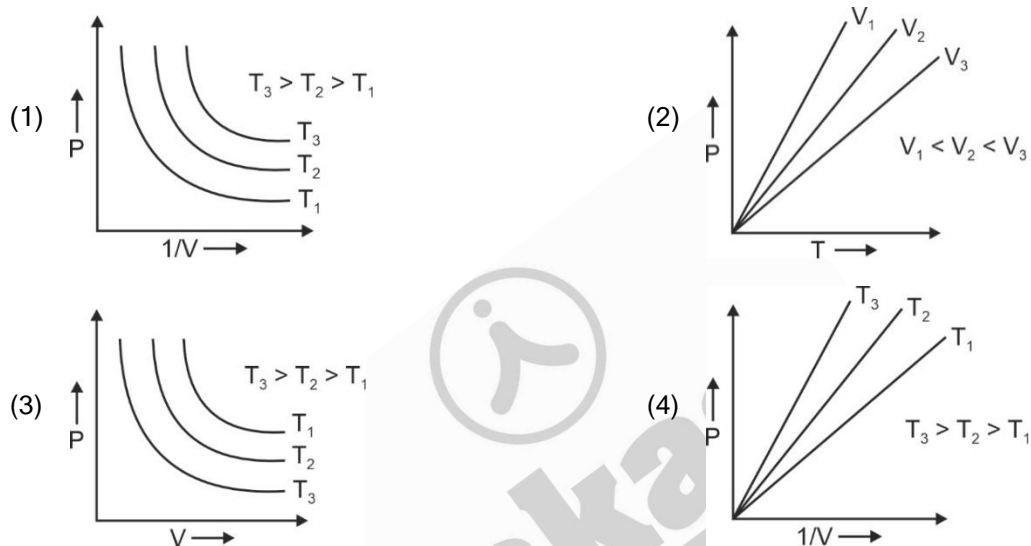 (1)
P
T₃ > T₂ > T₁
T₃
T₂
T₁
1/V
(2)
P
V₁
V₂
V₃
V₁ < V₂ < V₃
T
(3)
P
T₃ > T₂ > T₁
T₁
T₂
T₃
V
(4)
P
T₃
T₂
T₁
T₃ > T₂ > T₁
1/V